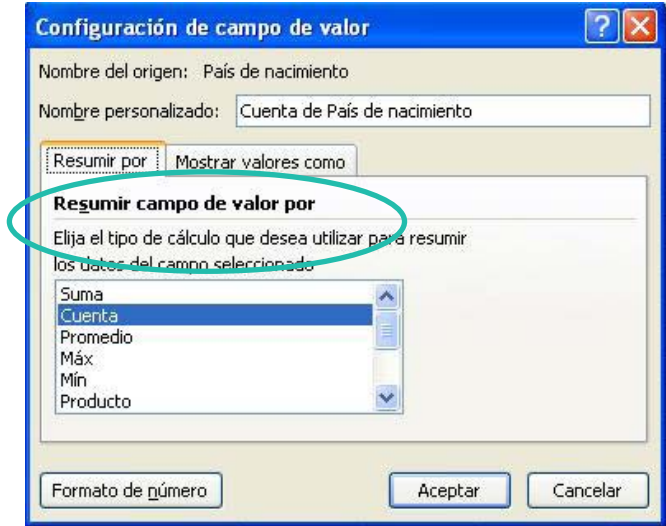 Configuración de campo de valor
Nombre del origen: País de nacimiento
Nombre personalizado: Cuenta de País de nacimiento
Resumir por Mostrar valores como
Resumir campo de valor por
Elija el tipo de cálculo que desea utilizar para resumir
los datos del campo seleccionado
Suma
Cuenta
Promedio
Máx
Mín
Producto
Formato de número Aceptar Cancelar